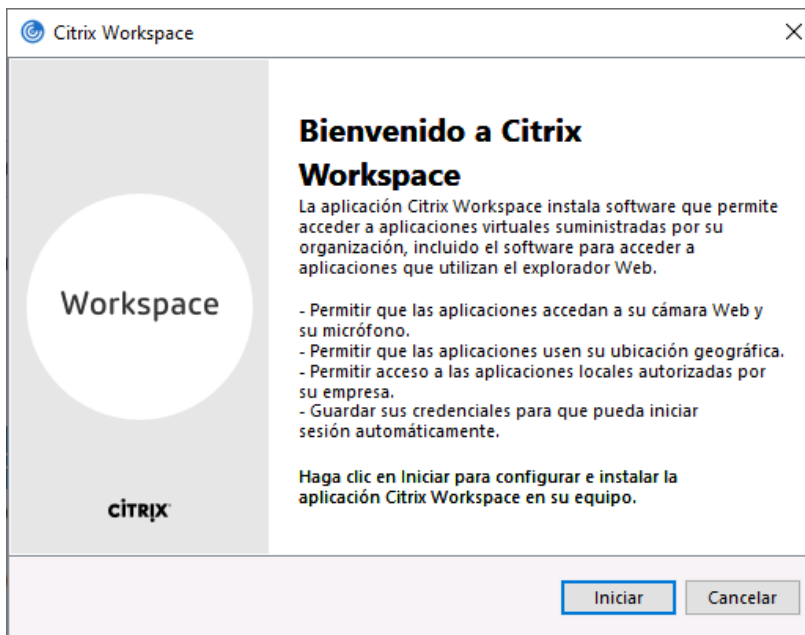 Citrix Workspace
Bienvenido a Citrix
Workspace
La aplicación Citrix Workspace instala software que permite
acceder a aplicaciones virtuales suministradas por su
organización, incluido el software para acceder a
aplicaciones que utilizan el explorador Web.
- Permitir que las aplicaciones accedan a su cámara Web y
su micrófono.
- Permitir que las aplicaciones usen su ubicación geográfica.
- Permitir acceso a las aplicaciones locales autorizadas por
su empresa.
- Guardar sus credenciales para que pueda iniciar
sesión automáticamente.
Haga clic en Iniciar para configurar e instalar la
aplicación Citrix Workspace en su equipo.
Workspace
citrix
Iniciar
Cancelar